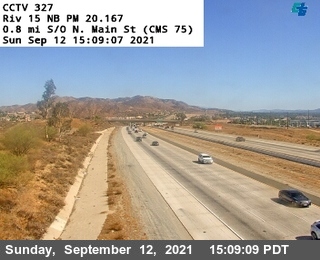 CCTV 327
Riv 15 NB PM 20.167
0.8 mi S/O N. Main St (CMS 75)
Sun Sep 12 15:09:07 2021
Sunday, September 12, 2021 15:09:09 PDT